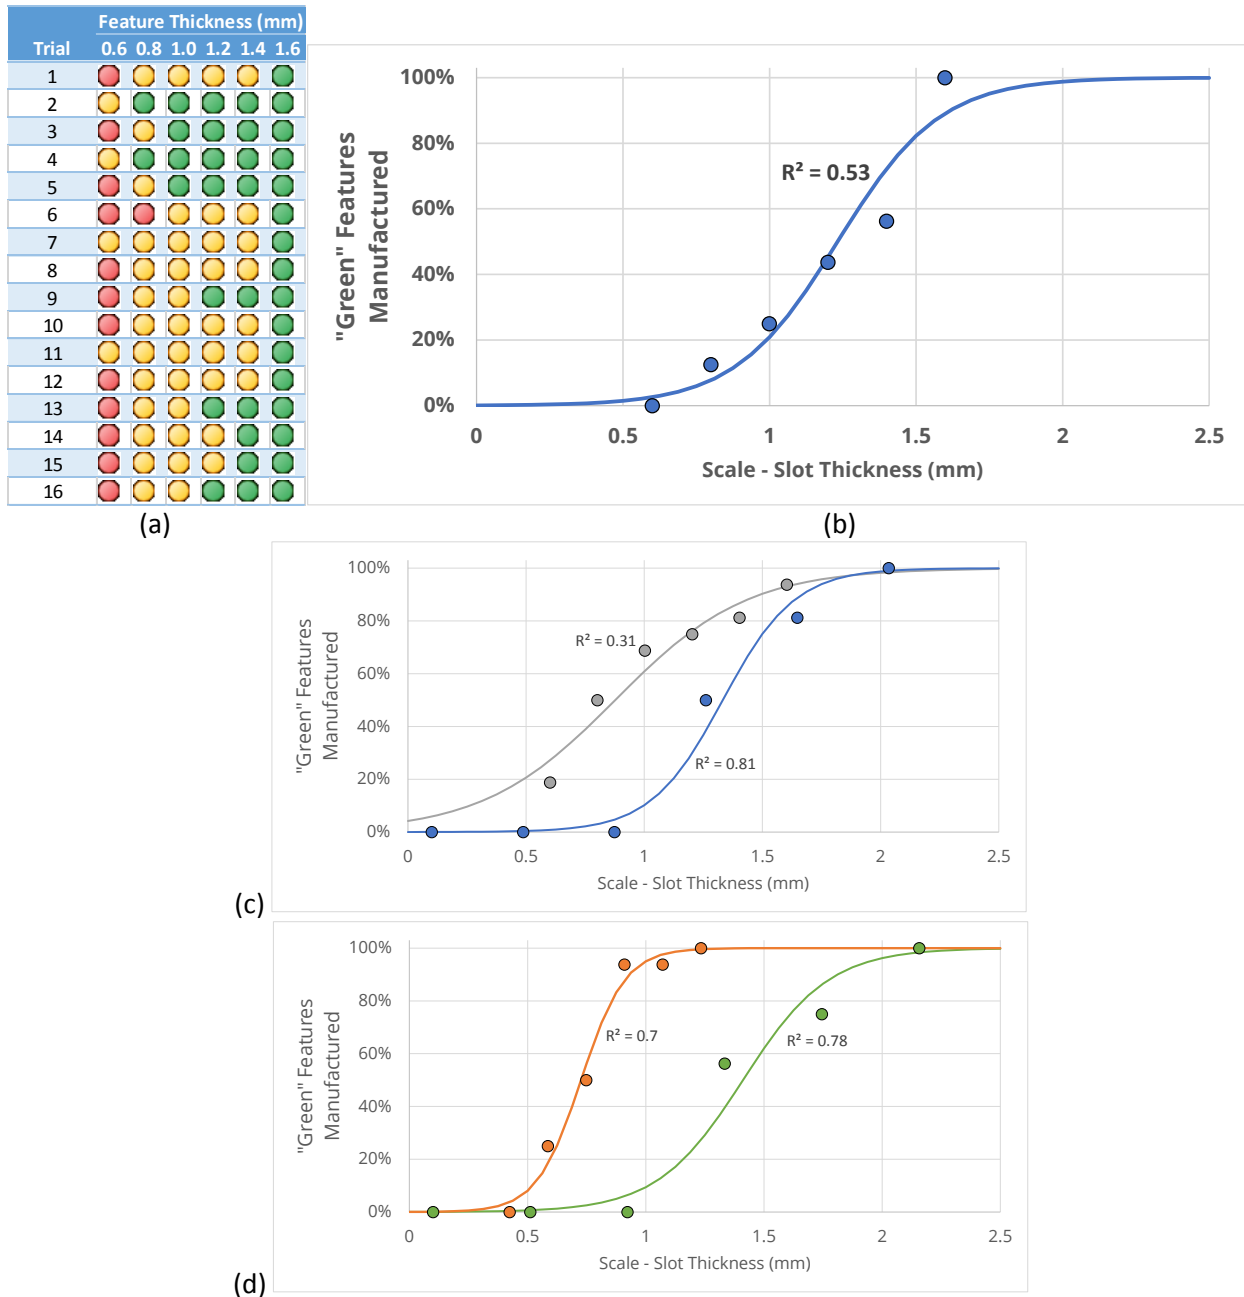 Feature Thickness (mm)
Trial 0.6 0.8 1.0 1.2 1.4 1.6
1
2
3
4
5
6
7
8
9
10
11
12
13
14
15
16
(a)
100%
80%
60%
40%
20%
0%
"Green" Features
Manufactured
R² = 0.53
0 0.5 1 1.5 2 2.5
Scale - Slot Thickness (mm)
(b)
100%
80%
60%
40%
20%
0%
"Green" Features
Manufactured
R² = 0.31
R² = 0.81
0 0.5 1 1.5 2 2.5
Scale - Slot Thickness (mm)
(c)
100%
80%
60%
40%
20%
0%
"Green" Features
Manufactured
R² = 0.7
R² = 0.78
0 0.5 1 1.5 2 2.5
Scale - Slot Thickness (mm)
(d)